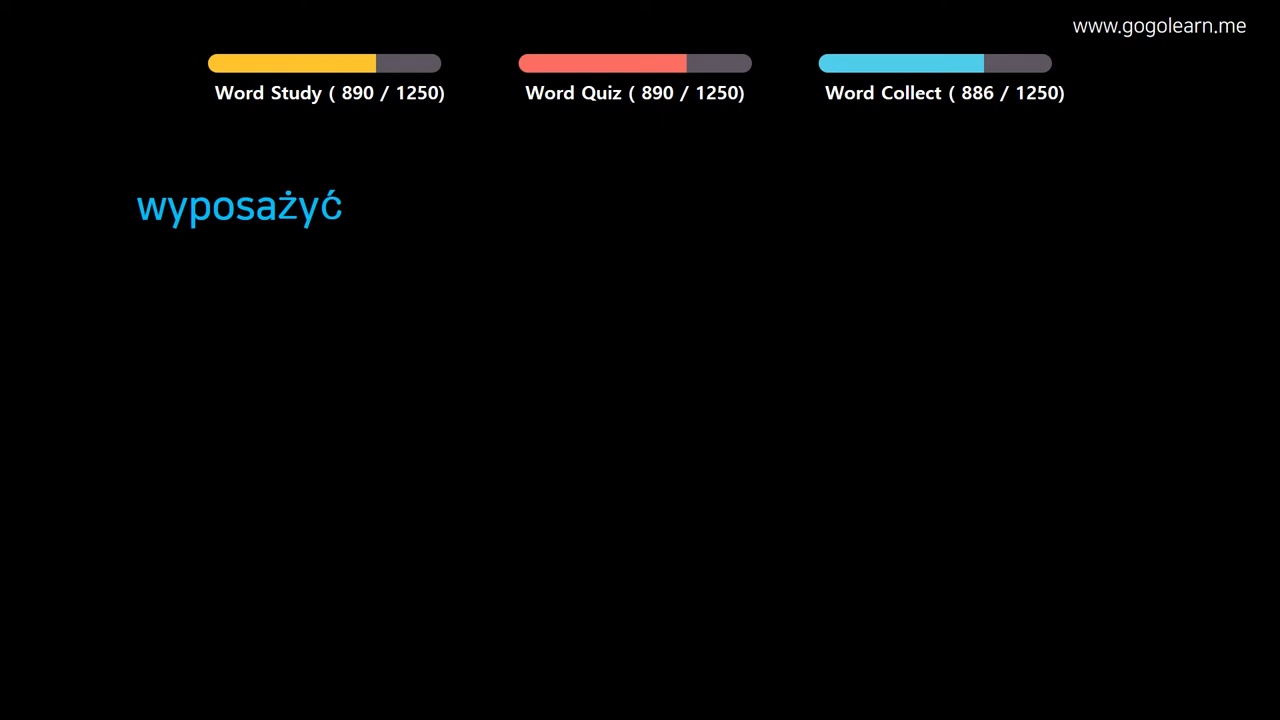 www.gogolearn.me
Word Study ( 890 / 1250)
Word Quiz ( 890 / 1250)
Word Collect ( 886 / 1250)
wyposażyć